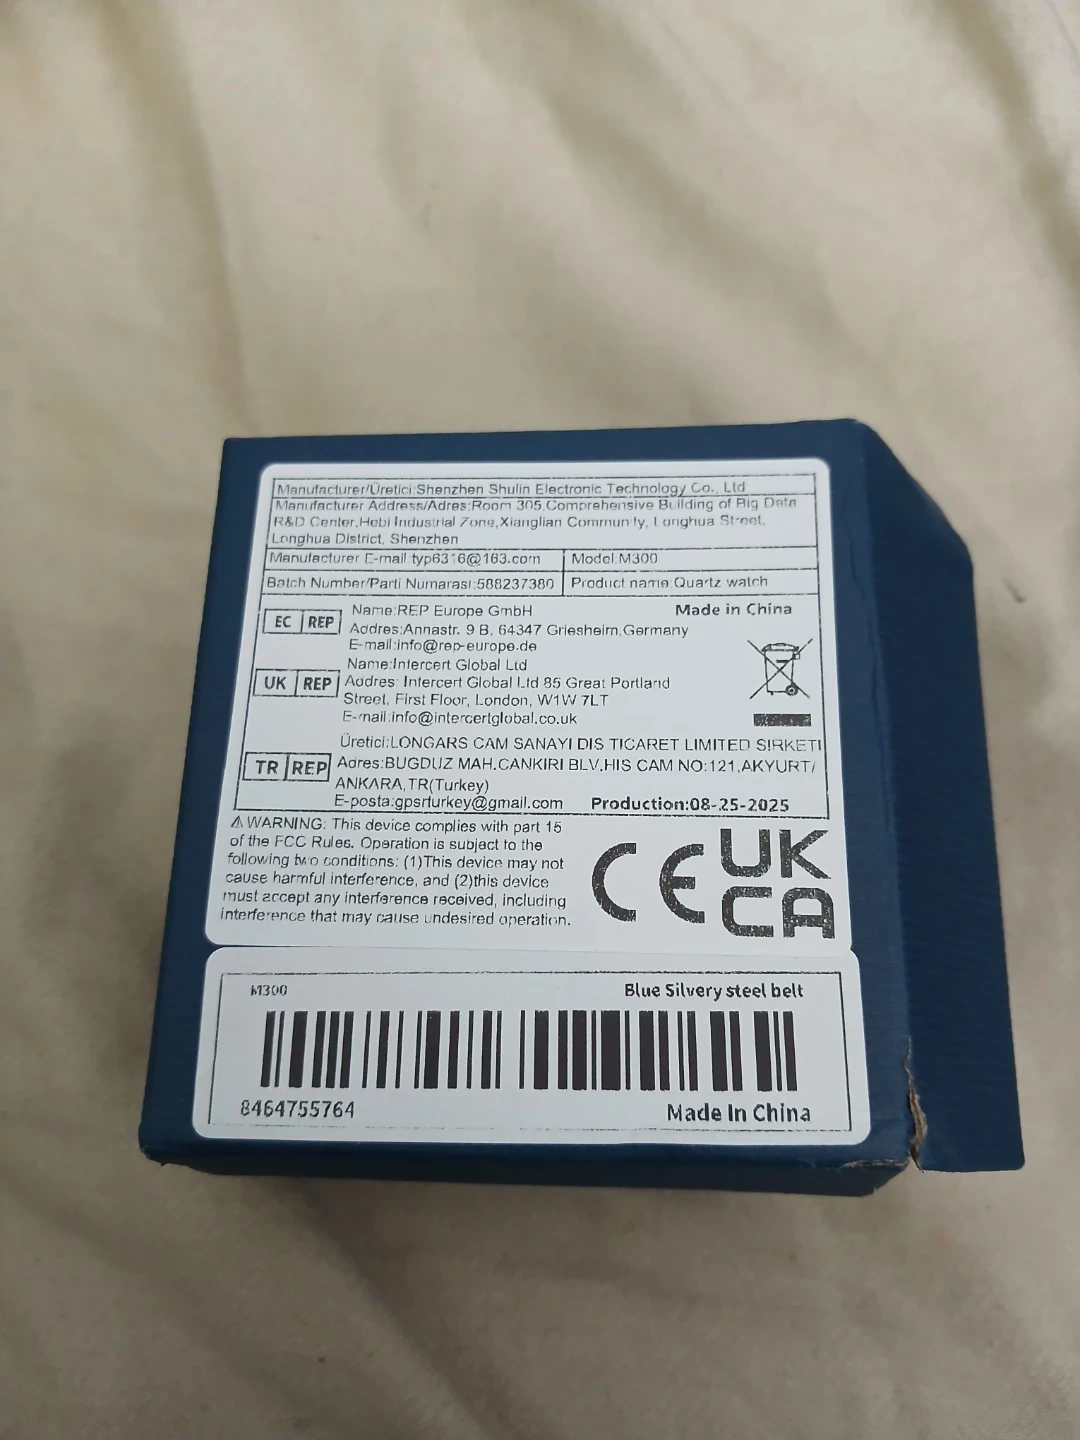 Manufacturer/Üretici:Shenzhen Shulin Electronic Technology Co., Ltd
Manufacturer Address/Adres:Room 305,Comprehensive Building of Big Data
R&D Center,Hebi Industrial Zone,Xianglian Community, Longhua Street,
Longhua District, Shenzhen
Manufacturer E-mail:typ6316@163.com Model:M300
Batch Number/Parti Numarası:588237380 Product name:Quartz watch
EC REP
Name:REP Europe GmbH Made in China
Addres:Annastr. 9 B, 64347 Griesheim,Germany
E-mail:info@rep-europe.de
UK REP
Name:Intercert Global Ltd
Addres: Intercert Global Ltd 85 Great Portland
Street, First Floor, London, W1W 7LT
E-mail:info@intercertglobal.co.uk
TR REP
Üretici:LONGARS CAM SANAYI DIS TICARET LIMITED SIRKETI
Adres:BUGDUZ MAH.CANKIRI BLV.HIS CAM NO:121,AKYURT/
ANKARA,TR(Turkey)
E-posta:gpsrturkey@gmail.com Production:08-25-2025
⚠WARNING: This device complies with part 15
of the FCC Rules. Operation is subject to the
following two conditions: (1)This device may not
cause harmful interference, and (2)this device
must accept any interference received, including
interference that may cause undesired operation.
CE UK
CA
M300 Blue Silvery steel belt
8464755764 Made In China